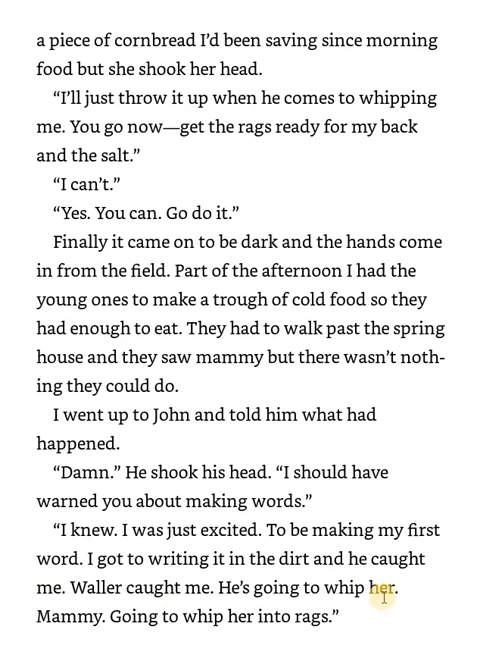 a piece of cornbread I’d been saving since morning
food but she shook her head.
“I’ll just throw it up when he comes to whipping
me. You go now—get the rags ready for my back
and the salt.”
“I can’t.”
“Yes. You can. Go do it.”
Finally it came on to be dark and the hands come
in from the field. Part of the afternoon I had the
young ones to make a trough of cold food so they
had enough to eat. They had to walk past the spring
house and they saw mammy but there wasn’t noth-
ing they could do.
I went up to John and told him what had
happened.
“Damn.” He shook his head. “I should have
warned you about making words.”
“I knew. I was just excited. To be making my first
word. I got to writing it in the dirt and he caught
me. Waller caught me. He’s going to whip her.
Mammy. Going to whip her into rags.”